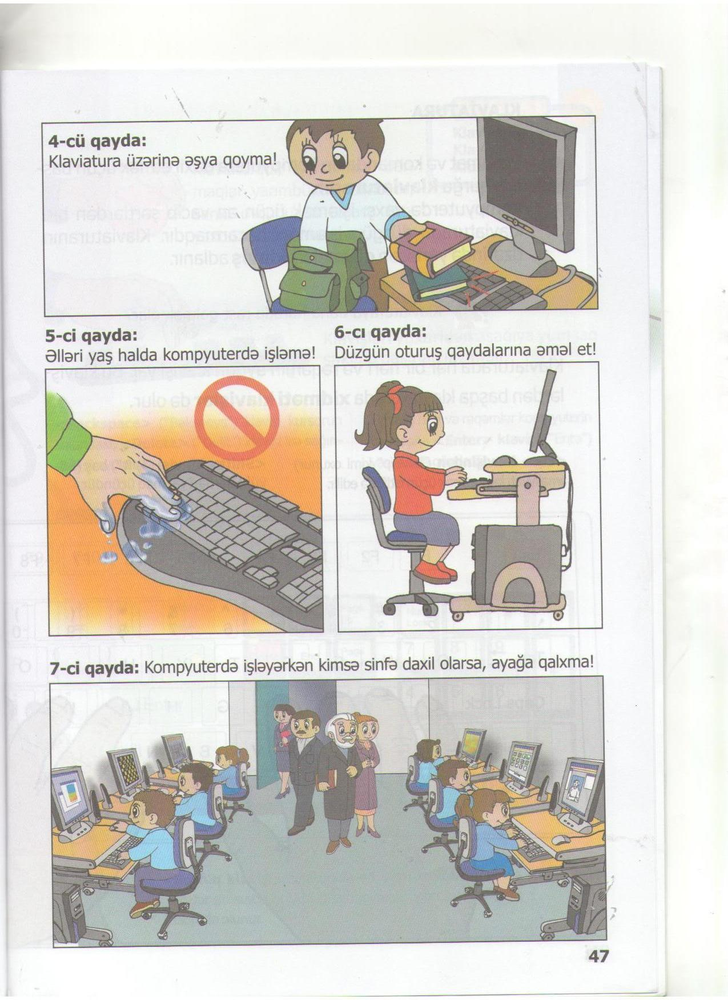 4-cü qayda:
Klaviatura üzərinə əşya qoyma!
5-ci qayda:
Əlləri yaş halda kompyuterdə işləmə!
6-cı qayda:
Düzgün oturuş qaydalarına əməl et!
7-ci qayda: Kompyuterdə işləyərkən kimsə sinfə daxil olarsa, ayağa qalxma!
47